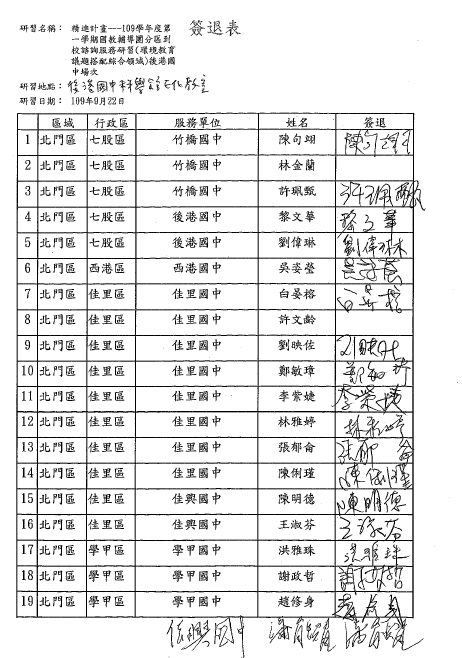 研習名稱： 精進計畫---109學年度第
一學期國教輔導團分區到
校諮詢服務研習(環境教育
議題搭配綜合領域)後港國
中場次
簽退表
研習地點： 後港國中科學館
研習日期： 109年9月22日
區域 行政區 服務單位 姓名 簽退
1 北門區 七股區 竹橋國中 陳句翊 陳句翊
2 北門區 七股區 竹橋國中 林金蘭
3 北門區 七股區 竹橋國中 許珮甄 許珮甄
4 北門區 七股區 後港國中 黎文華 黎文華
5 北門區 七股區 後港國中 劉偉琳 劉偉琳
6 北門區 西港區 西港國中 吳姿瑩
7 北門區 佳里區 佳里國中 白晏榕 白晏榕
8 北門區 佳里區 佳里國中 許文齡
9 北門區 佳里區 佳里國中 劉映佐 刘映佐
10 北門區 佳里區 佳里國中 鄭敏璋
11 北門區 佳里區 佳里國中 李紫婕 李紫婕
12 北門區 佳里區 佳里國中 林雅婷 林雅婷
13 北門區 佳里區 佳里國中 張郁侖 張郁侖
14 北門區 佳里區 佳里國中 陳俐瑾 陳俐瑾
15 北門區 佳里區 佳興國中 陳明德 陳明德
16 北門區 佳里區 佳興國中 王淑芬 王淑芬
17 北門區 學甲區 學甲國中 洪雅珠 洪雅珠
18 北門區 學甲區 學甲國中 謝政哲 謝政哲
19 北門區 學甲區 學甲國中 趙修身 趙修身
佳興國中